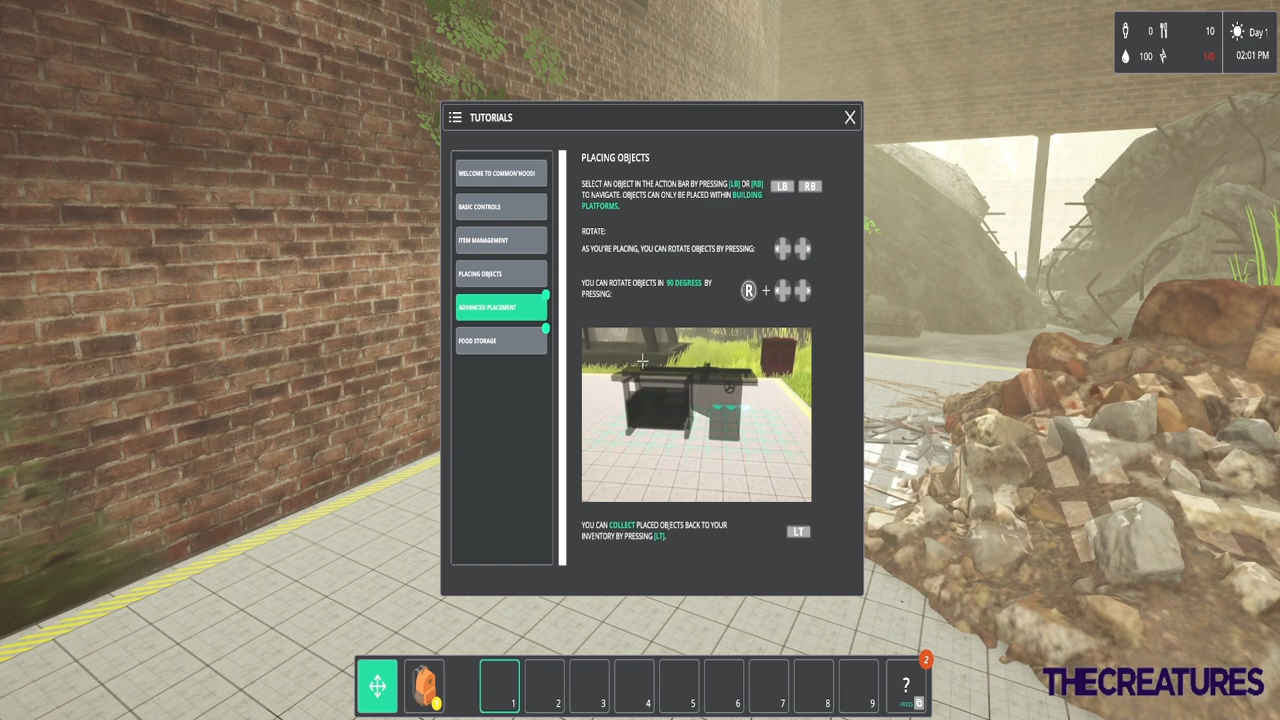 0
10
100
1/0
Day 1
02:01 PM
TUTORIALS
X
WELCOME TO COMMON'HOOD!
BASIC CONTROLS
ITEM MANAGEMENT
PLACING OBJECTS
ADVANCED PLACEMENT
FOOD STORAGE
PLACING OBJECTS
SELECT AN OBJECT IN THE ACTION BAR BY PRESSING [LB] OR [RB]
TO NAVIGATE. OBJECTS CAN ONLY BE PLACED WITHIN BUILDING
PLATFORMS.
LB RB
ROTATE:
AS YOU'RE PLACING, YOU CAN ROTATE OBJECTS BY PRESSING:
YOU CAN ROTATE OBJECTS IN 90 DEGRESS BY
PRESSING:
R +
YOU CAN COLLECT PLACED OBJECTS BACK TO YOUR
INVENTORY BY PRESSING [LT].
LT
1 2 3 4 5 6 7 8 9
?
PRESS
2
THECREATURES